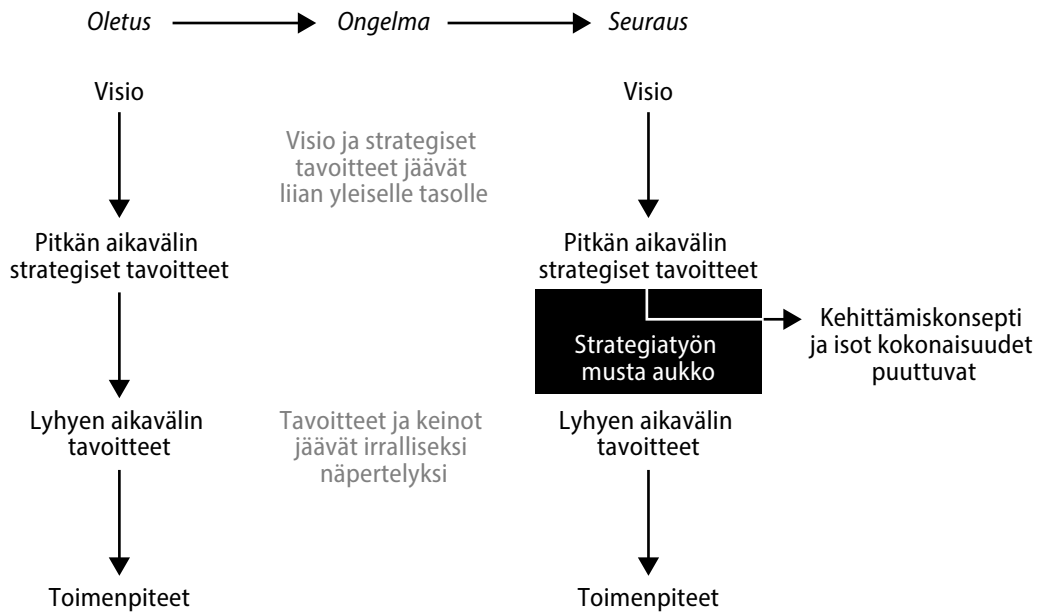 Oletus
Ongelma
Seuraus
Visio
Visio
Visio ja strategiset
tavoitteet jäävät
liian yleiselle tasolle
Pitkän aikavälin
strategiset tavoitteet
Pitkän aikavälin
strategiset tavoitteet
Strategiatyön
musta aukko
Kehittämiskonsepti
ja isot kokonaisuudet
puuttuvat
Lyhyen aikavälin
tavoitteet
Tavoitteet ja keinot
jäävät irralliseksi
näpertelyksi
Lyhyen aikavälin
tavoitteet
Toimenpiteet
Toimenpiteet